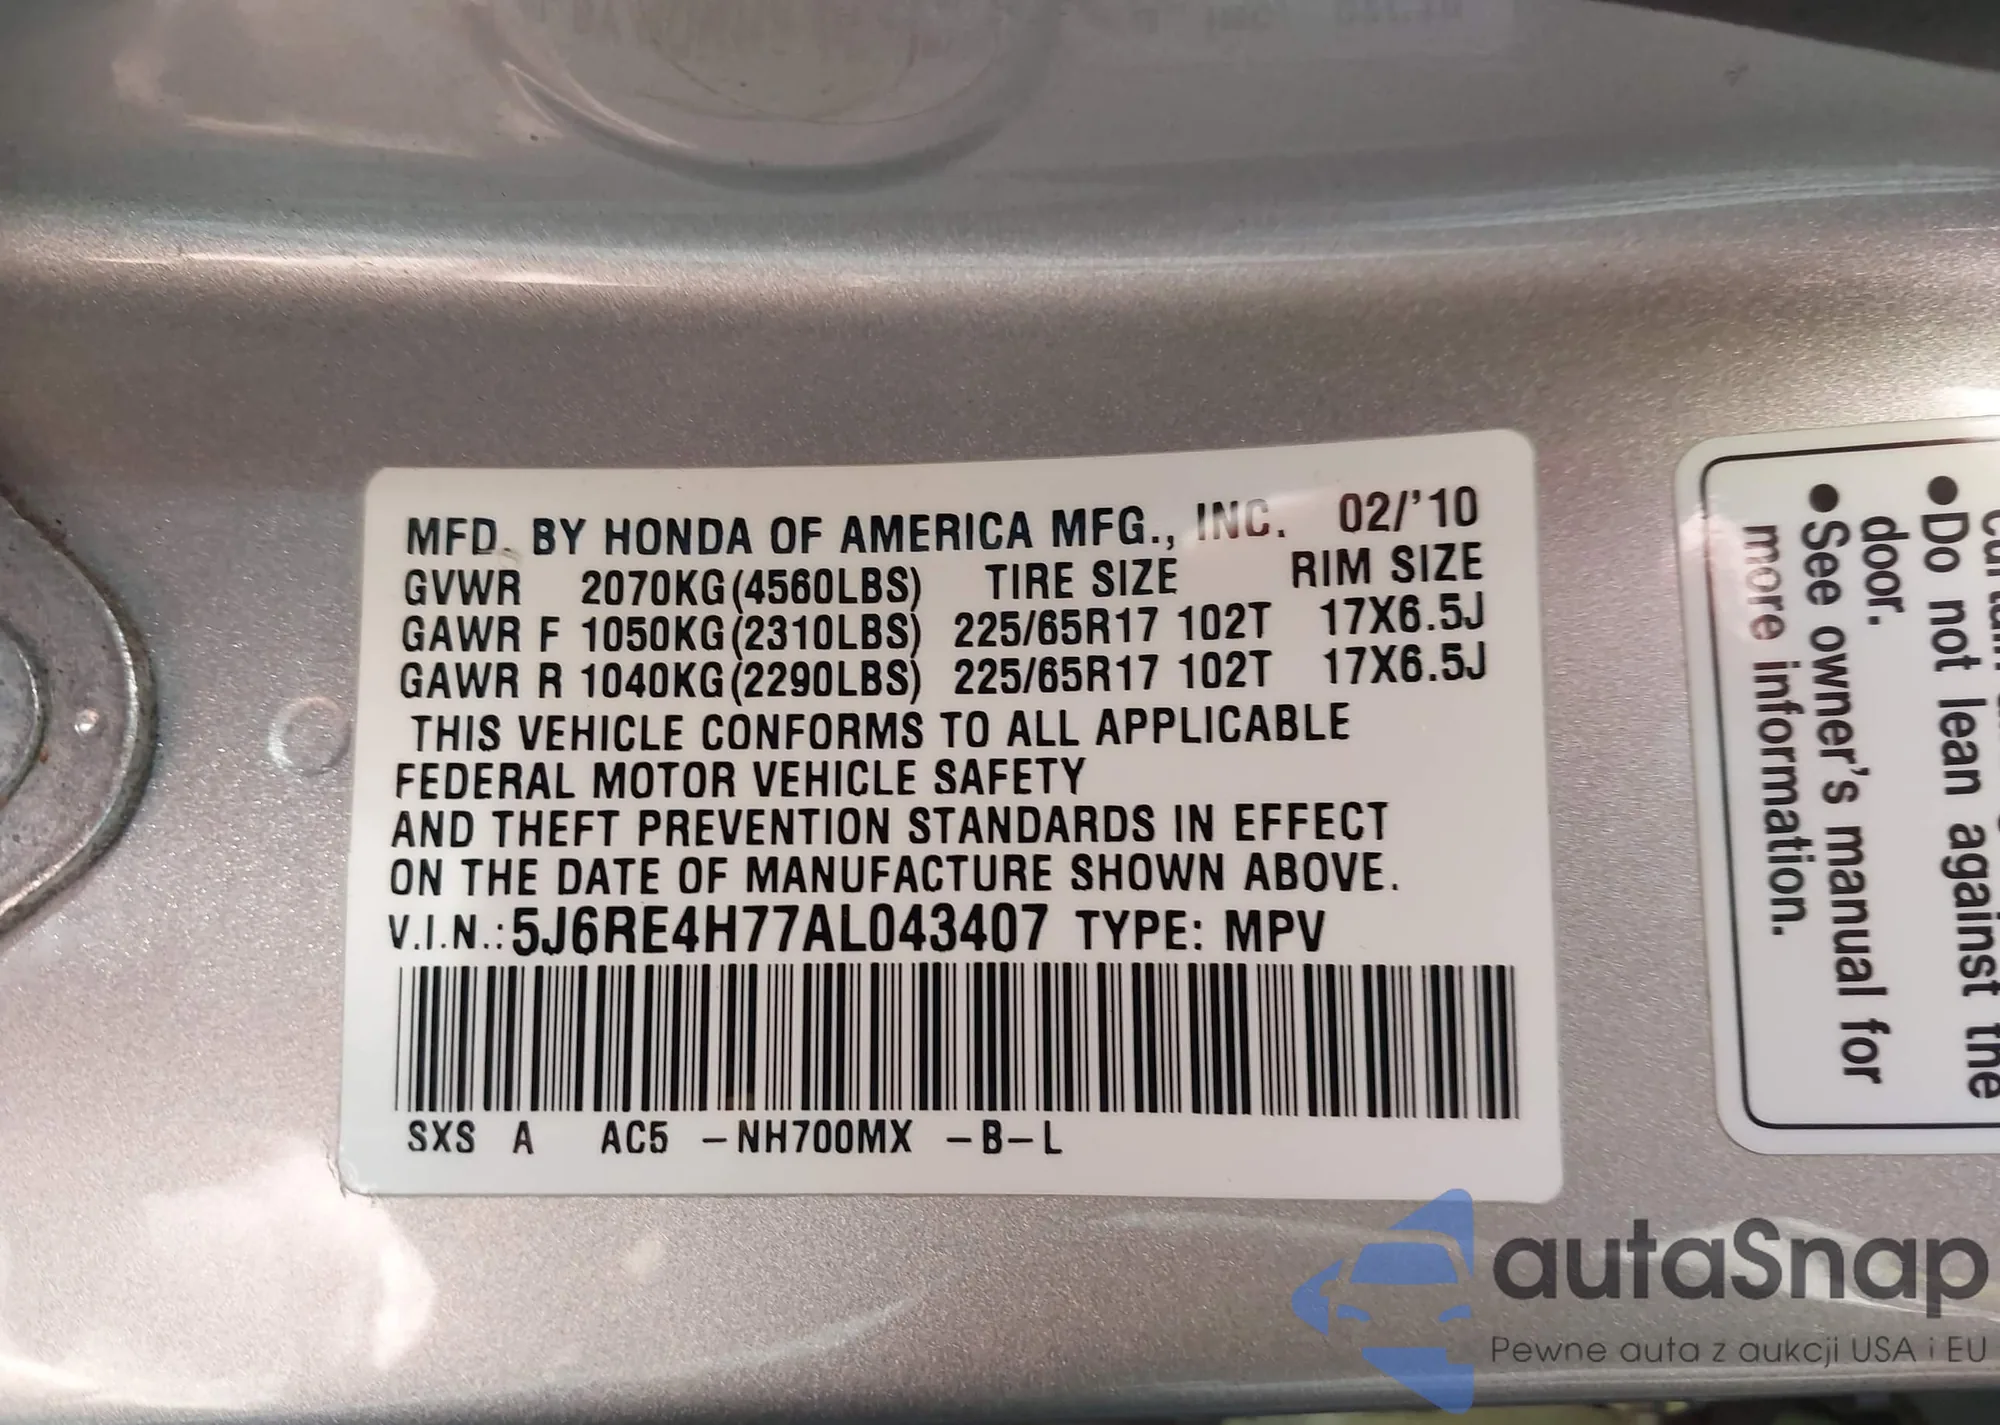 MFD. BY HONDA OF AMERICA MFG., INC. 02/'10
GVWR 2070KG(4560LBS) TIRE SIZE RIM SIZE
GAWR F 1050KG(2310LBS) 225/65R17 102T 17X6.5J
GAWR R 1040KG(2290LBS) 225/65R17 102T 17X6.5J
THIS VEHICLE CONFORMS TO ALL APPLICABLE
FEDERAL MOTOR VEHICLE SAFETY
AND THEFT PREVENTION STANDARDS IN EFFECT
ON THE DATE OF MANUFACTURE SHOWN ABOVE.
V.I.N.: 5J6RE4H77AL043407 TYPE: MPV
SXS A AC5 -NH700MX -B-L
●Do not lean against the
door.
●See owner's manual for
more information.
autaSnap
Pewne auta z aukcji USA i EU